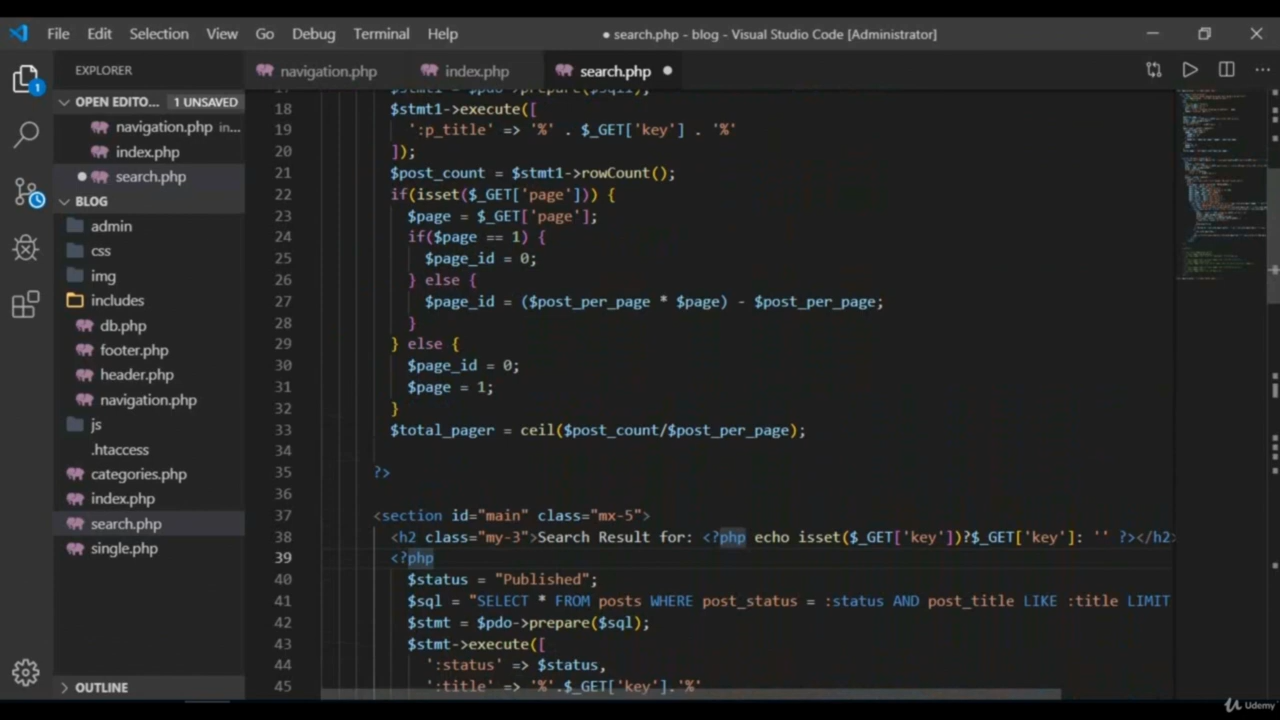 File Edit Selection View Go Debug Terminal Help
● search.php - blog - Visual Studio Code [Administrator]
EXPLORER
navigation.php
index.php
search.php ●
OPEN EDITO... 1 UNSAVED
navigation.php in...
index.php
● search.php
BLOG
admin
css
img
includes
db.php
footer.php
header.php
navigation.php
js
.htaccess
categories.php
index.php
search.php
single.php
OUTLINE
1
18 $stmt1->execute([
19 ':p_title' => '%' . $_GET['key'] . '%'
20 ]);
21 $post_count = $stmt1->rowCount();
22 if(isset($_GET['page'])) {
23 $page = $_GET['page'];
24 if($page == 1) {
25 $page_id = 0;
26 } else {
27 $page_id = ($post_per_page * $page) - $post_per_page;
28 }
29 } else {
30 $page_id = 0;
31 $page = 1;
32 }
33 $total_pager = ceil($post_count/$post_per_page);
34
35 ?>
36
37 <section id="main" class="mx-5">
38 <h2 class="my-3">Search Result for: <?php echo isset($_GET['key'])?$_GET['key']: '' ?></h2>
39 <?php
40 $status = "Published";
41 $sql = "SELECT * FROM posts WHERE post_status = :status AND post_title LIKE :title LIMIT
42 $stmt = $pdo->prepare($sql);
43 $stmt->execute([
44 ':status' => $status,
45 ':title' => '%'.$_GET['key'].'%'
Udemy